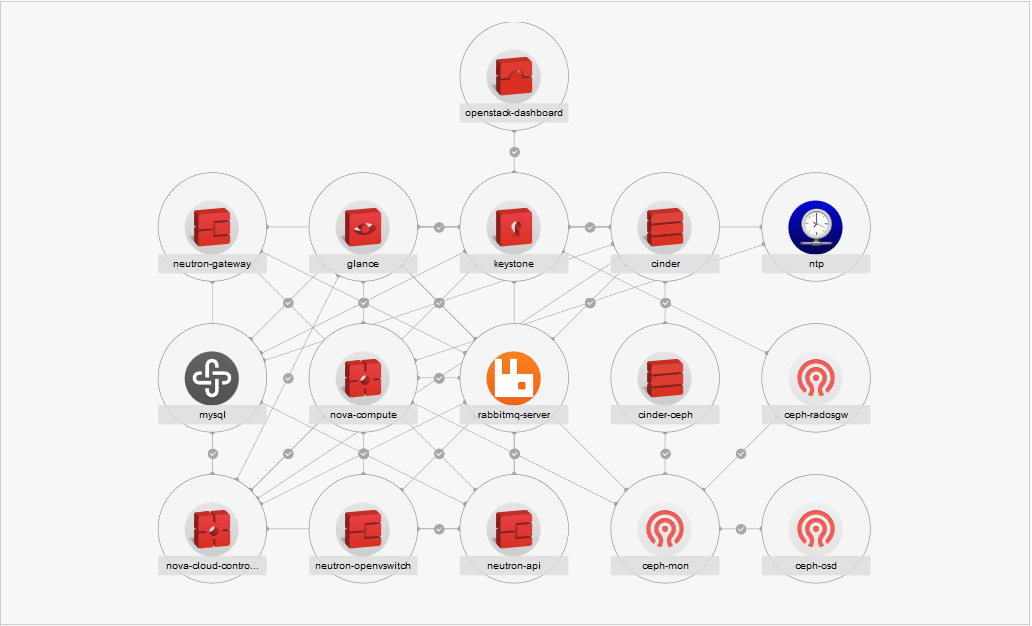 openstack-dashboard
neutron-gateway
glance
keystone
cinder
ntp
mysql
nova-compute
rabbitmq-server
cinder-ceph
ceph-radosgw
nova-cloud-contro...
neutron-openvswitch
neutron-api
ceph-mon
ceph-osd